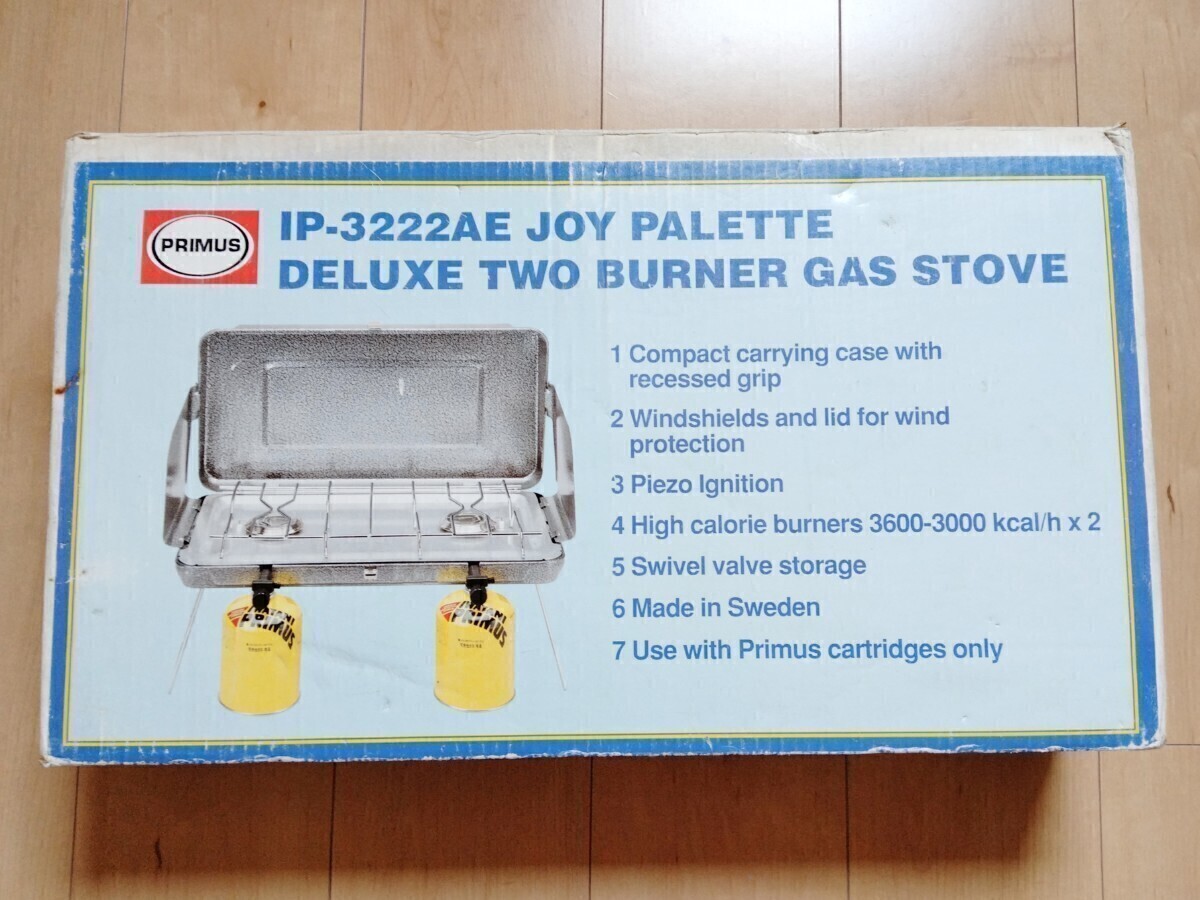 PRIMUS
IP-3222AE JOY PALETTE
DELUXE TWO BURNER GAS STOVE
1 Compact carrying case with
recessed grip
2 Windshields and lid for wind
protection
3 Piezo Ignition
4 High calorie burners 3600-3000 kcal/h x 2
5 Swivel valve storage
6 Made in Sweden
7 Use with Primus cartridges only
PRIMUS
PRIMUS